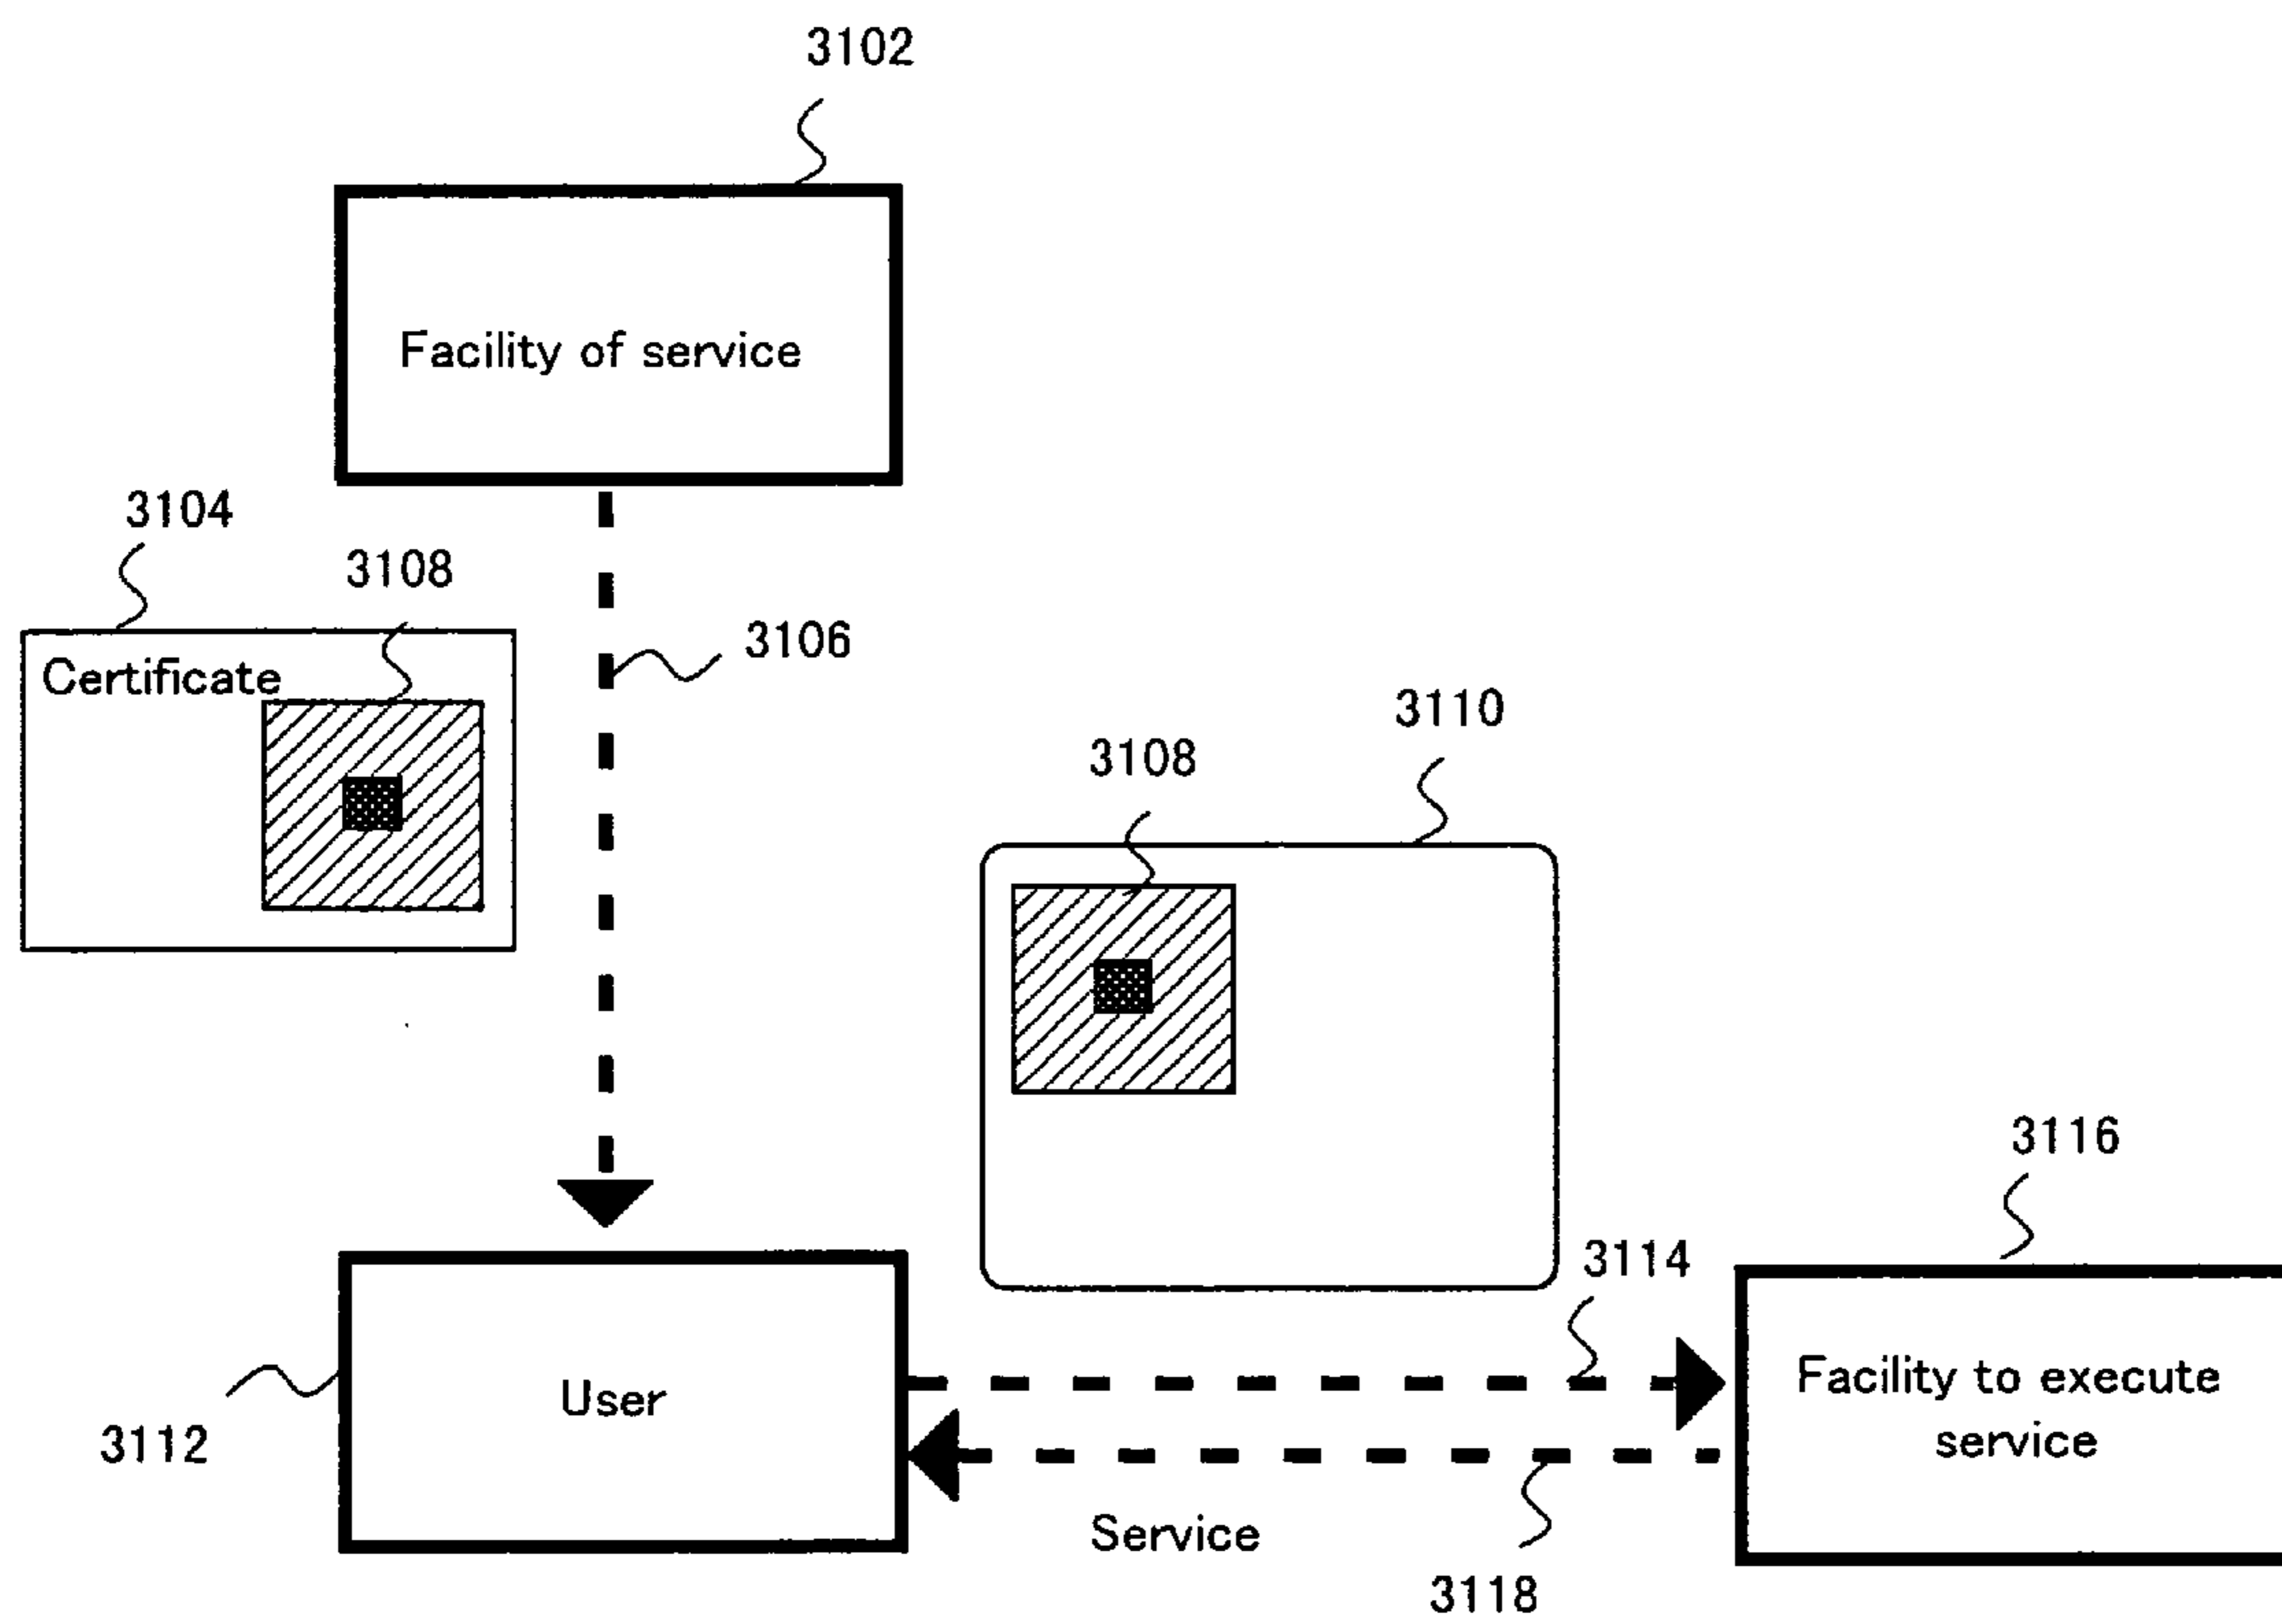 3102
Facility of service
3104
3108
3106
Certificate
3110
3108
3116
3114
Facility to execute
service
User
3112
Service
3118